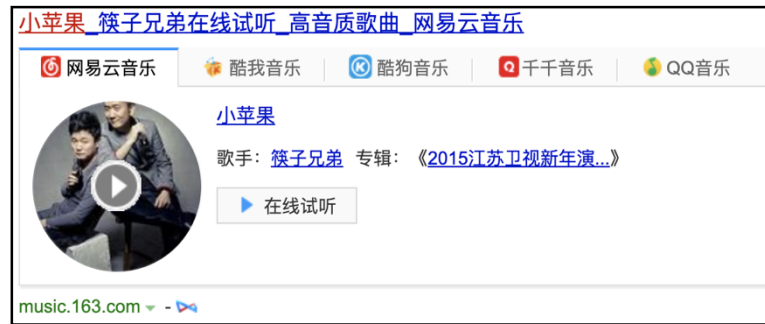 小苹果_筷子兄弟在线试听_高音质歌曲_网易云音乐
网易云音乐 酷我音乐 酷狗音乐 千千音乐 QQ音乐
小苹果
歌手：筷子兄弟 专辑：《2015江苏卫视新年演...》
在线试听
music.163.com -